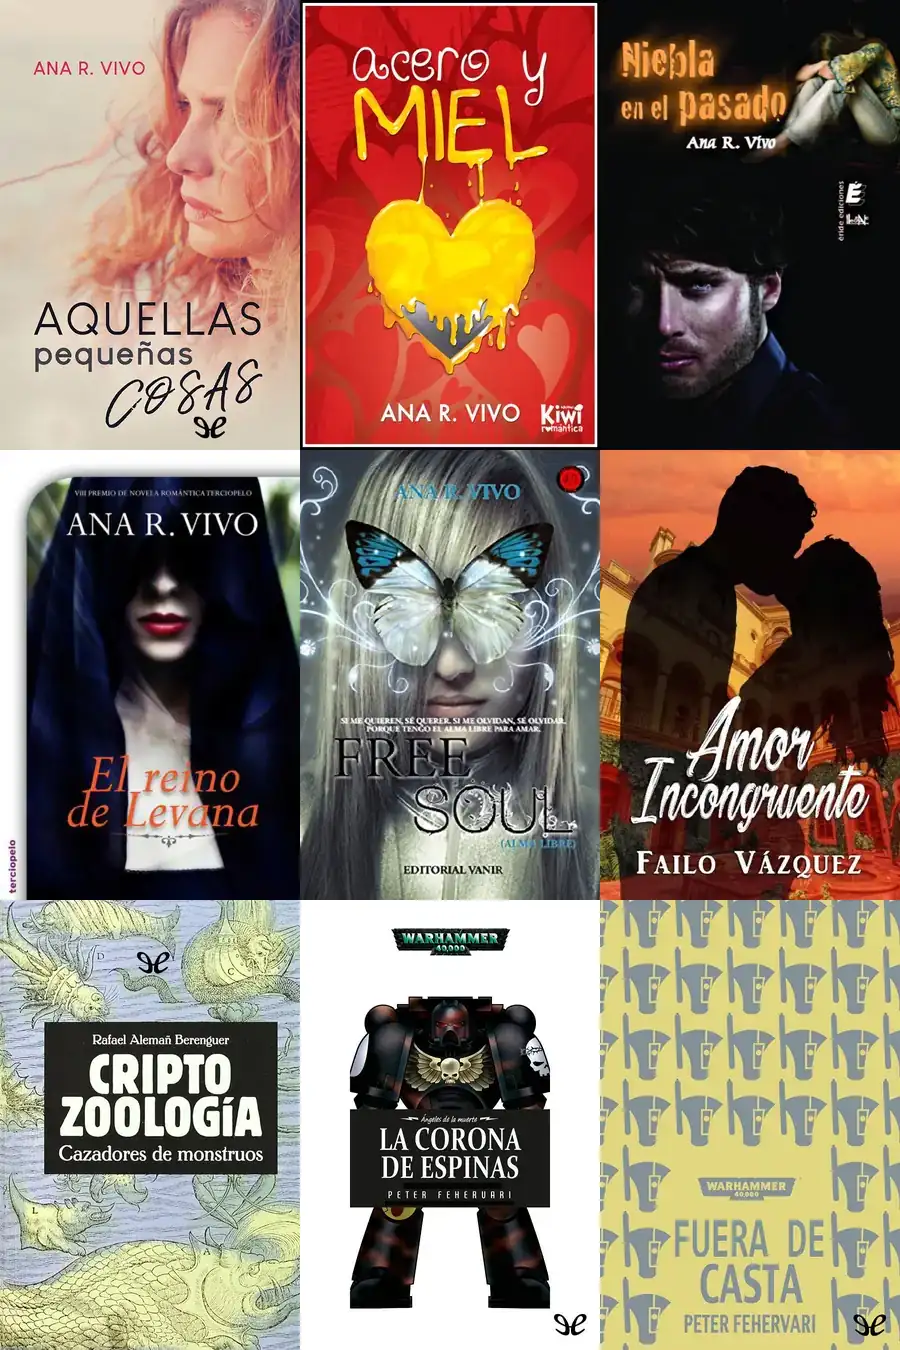 ANA R. VIVO
AQUELLAS
pequeñas
COSAS
acero y
MIEL
ANA R. VIVO
Kiwi
romántica
Niebla
en el pasado
Ana R. Vivo
éride ediciones
VIII PREMIO DE NOVELA ROMÁNTICA TERCIOPELO
ANA R. VIVO
El reino
de Levana
terciopelo
ANA R. VIVO
SI ME QUIEREN, SÉ QUERER. SI ME OLVIDAN, SÉ OLVIDAR.
PORQUE TENGO EL ALMA LIBRE PARA AMAR.
FREE
SOUL
(ALMA LIBRE)
EDITORIAL VANIR
Amor
Incongruente
FAILO VÁZQUEZ
D
C
Rafael Alemañ Berenguer
CRIPTO
ZOOLOGÍA
Cazadores de monstruos
L
A
WARHAMMER
40,000
Ángeles de la muerte
LA CORONA
DE ESPINAS
PETER FEHERVARI
WARHAMMER
40,000
FUERA DE
CASTA
PETER FEHERVARI